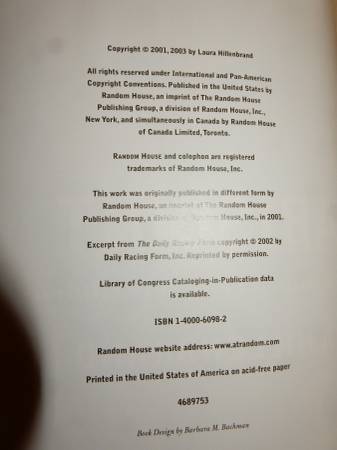 Copyright © 2001, 2003 by Laura Hillenbrand
All rights reserved under International and Pan-American
Copyright Conventions. Published in the United States by
Random House, an imprint of The Random House
Publishing Group, a division of Random House, Inc.,
New York, and simultaneously in Canada by Random House
of Canada Limited, Toronto.
RANDOM HOUSE and colophon are registered
trademarks of Random House, Inc.
This work was originally published in different form by
Random House, an imprint of The Random House
Publishing Group, a division of Random House, Inc., in 2001.
Excerpt from The Daily Racing Form copyright © 2002 by
Daily Racing Form, Inc. Reprinted by permission.
Library of Congress Cataloging-in-Publication data
is available.
ISBN 1-4000-6098-2
Random House website address: www.atrandom.com
Printed in the United States of America on acid-free paper
4689753
Book Design by Barbara M. Bachman